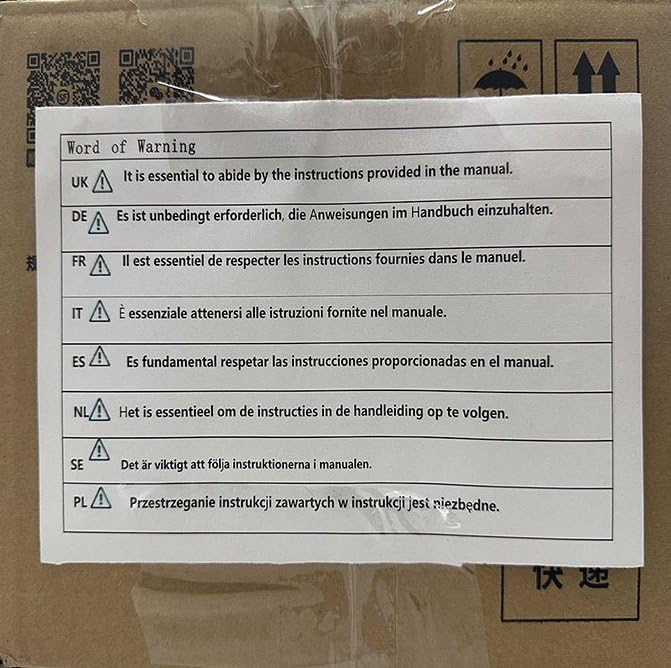 Word of Warning
UK It is essential to abide by the instructions provided in the manual.
DE Es ist unbedingt erforderlich, die Anweisungen im Handbuch einzuhalten.
FR Il est essentiel de respecter les instructions fournies dans le manuel.
IT È essenziale attenersi alle istruzioni fornite nel manuale.
ES Es fundamental respetar las instrucciones proporcionadas en el manual.
NL Het is essentieel om de instructies in de handleiding op te volgen.
SE Det är viktigt att följa instruktionerna i manualen.
PL Przestrzeganie instrukcji zawartych w instrukcji jest niezbędne.
快递